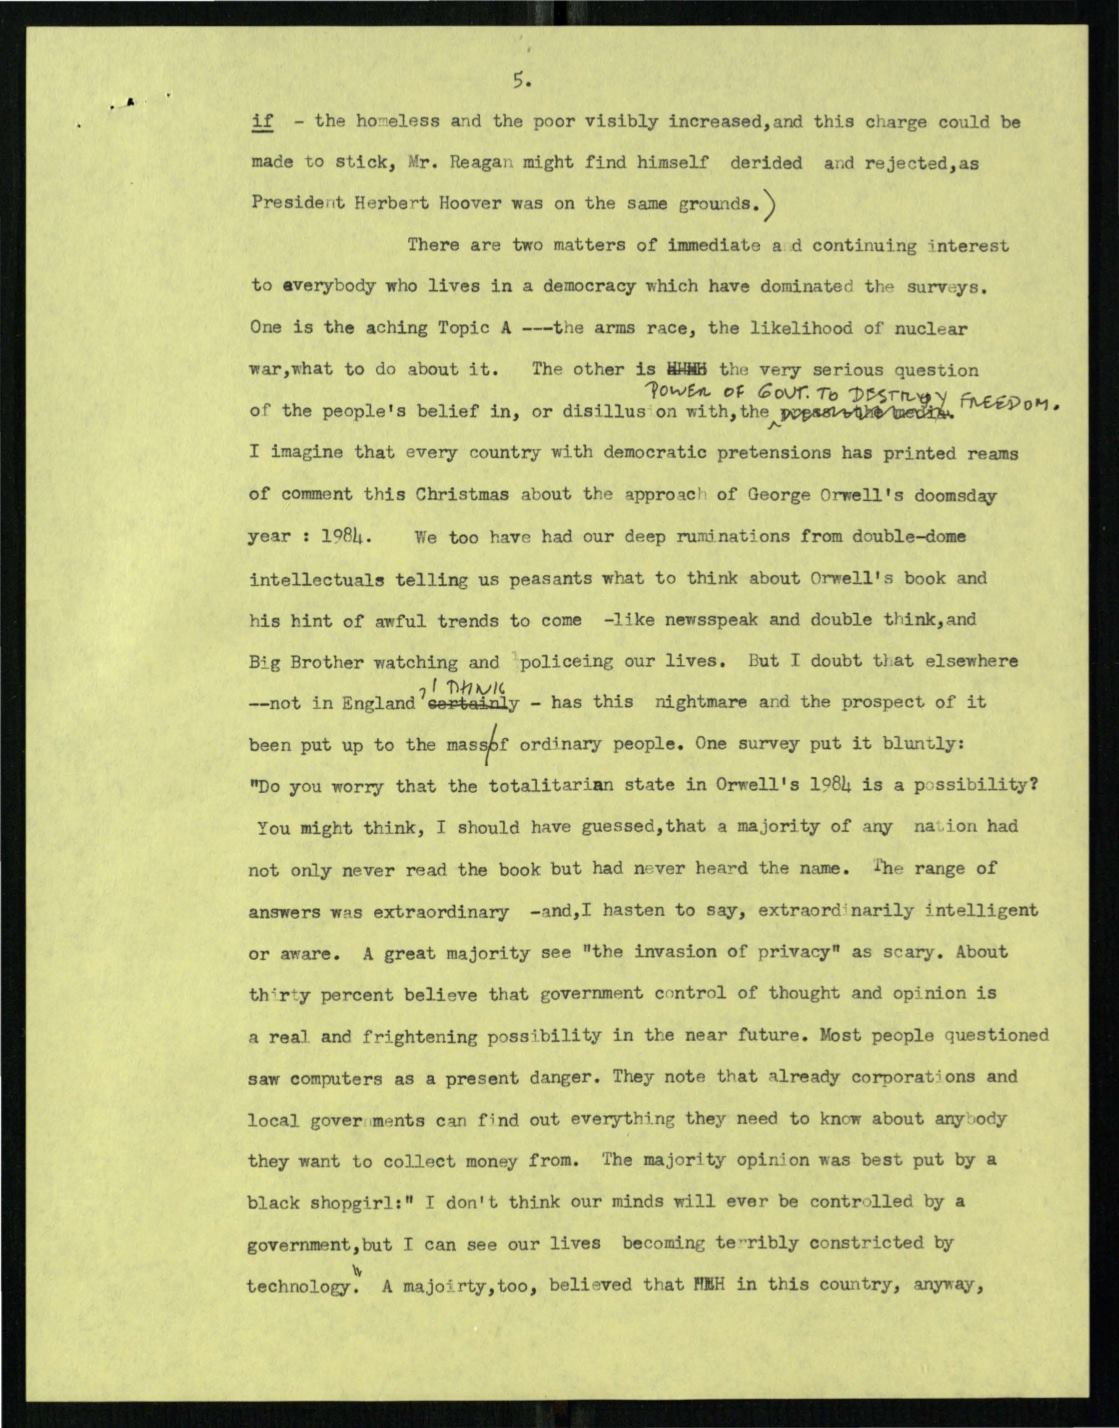 5.
if - the homeless and the poor visibly increased,and this charge could be
made to stick, Mr. Reagan might find himself derided and rejected,as
President Herbert Hoover was on the same grounds.)
There are two matters of immediate a d continuing interest
to everybody who lives in a democracy which have dominated the surveys.
One is the aching Topic A ---the arms race, the likelihood of nuclear
war,what to do about it. The other is the very serious question
POWER OF GOVT. TO DESTROY FREEDOM.
of the people's belief in, or disillusion with,the press-the media.
I imagine that every country with democratic pretensions has printed reams
of comment this Christmas about the approach of George Orwell's doomsday
year : 1984. We too have had our deep ruminations from double-dome
intellectuals telling us peasants what to think about Orwell's book and
his hint of awful trends to come -like newsspeak and double think,and
Big Brother watching and policeing our lives. But I doubt that elsewhere
, I THINK
--not in England certainly - has this nightmare and the prospect of it
been put up to the mass/of ordinary people. One survey put it bluntly:
"Do you worry that the totalitarian state in Orwell's 1984 is a possibility?
You might think, I should have guessed,that a majority of any nation had
not only never read the book but had never heard the name. The range of
answers was extraordinary -and,I hasten to say, extraordinarily intelligent
or aware. A great majority see "the invasion of privacy" as scary. About
thirty percent believe that government control of thought and opinion is
a real and frightening possibility in the near future. Most people questioned
saw computers as a present danger. They note that already corporations and
local governments can find out everything they need to know about anybody
they want to collect money from. The majority opinion was best put by a
black shopgirl:" I don't think our minds will ever be controlled by a
government,but I can see our lives becoming terribly constricted by
technology." A majoirty,too, believed that in this country, anyway,